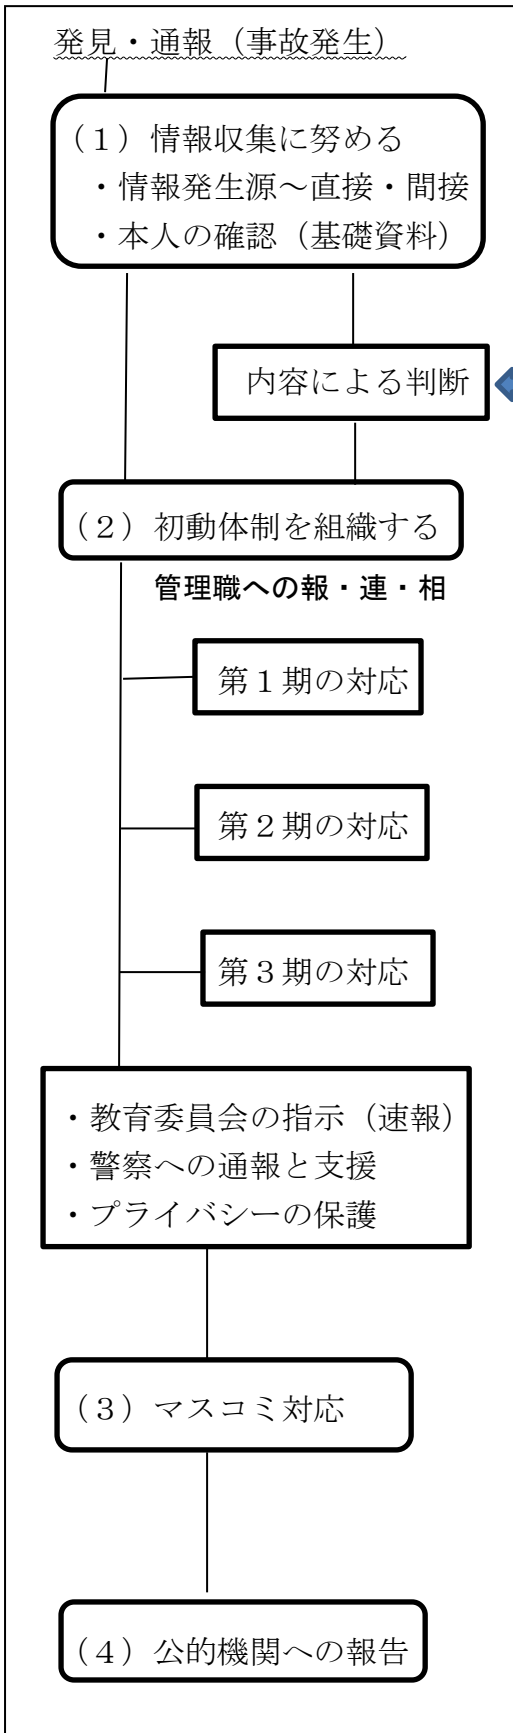 発見・通報（事故発生）
（１）情報収集に努める
・情報発生源～直接・間接
・本人の確認（基礎資料）
内容による判断
（２）初動体制を組織する
管理職への報・連・相
第１期の対応
第２期の対応
第３期の対応
・教育委員会の指示（速報）
・警察への通報と支援
・プライバシーの保護
（３）マスコミ対応
（４）公的機関への報告